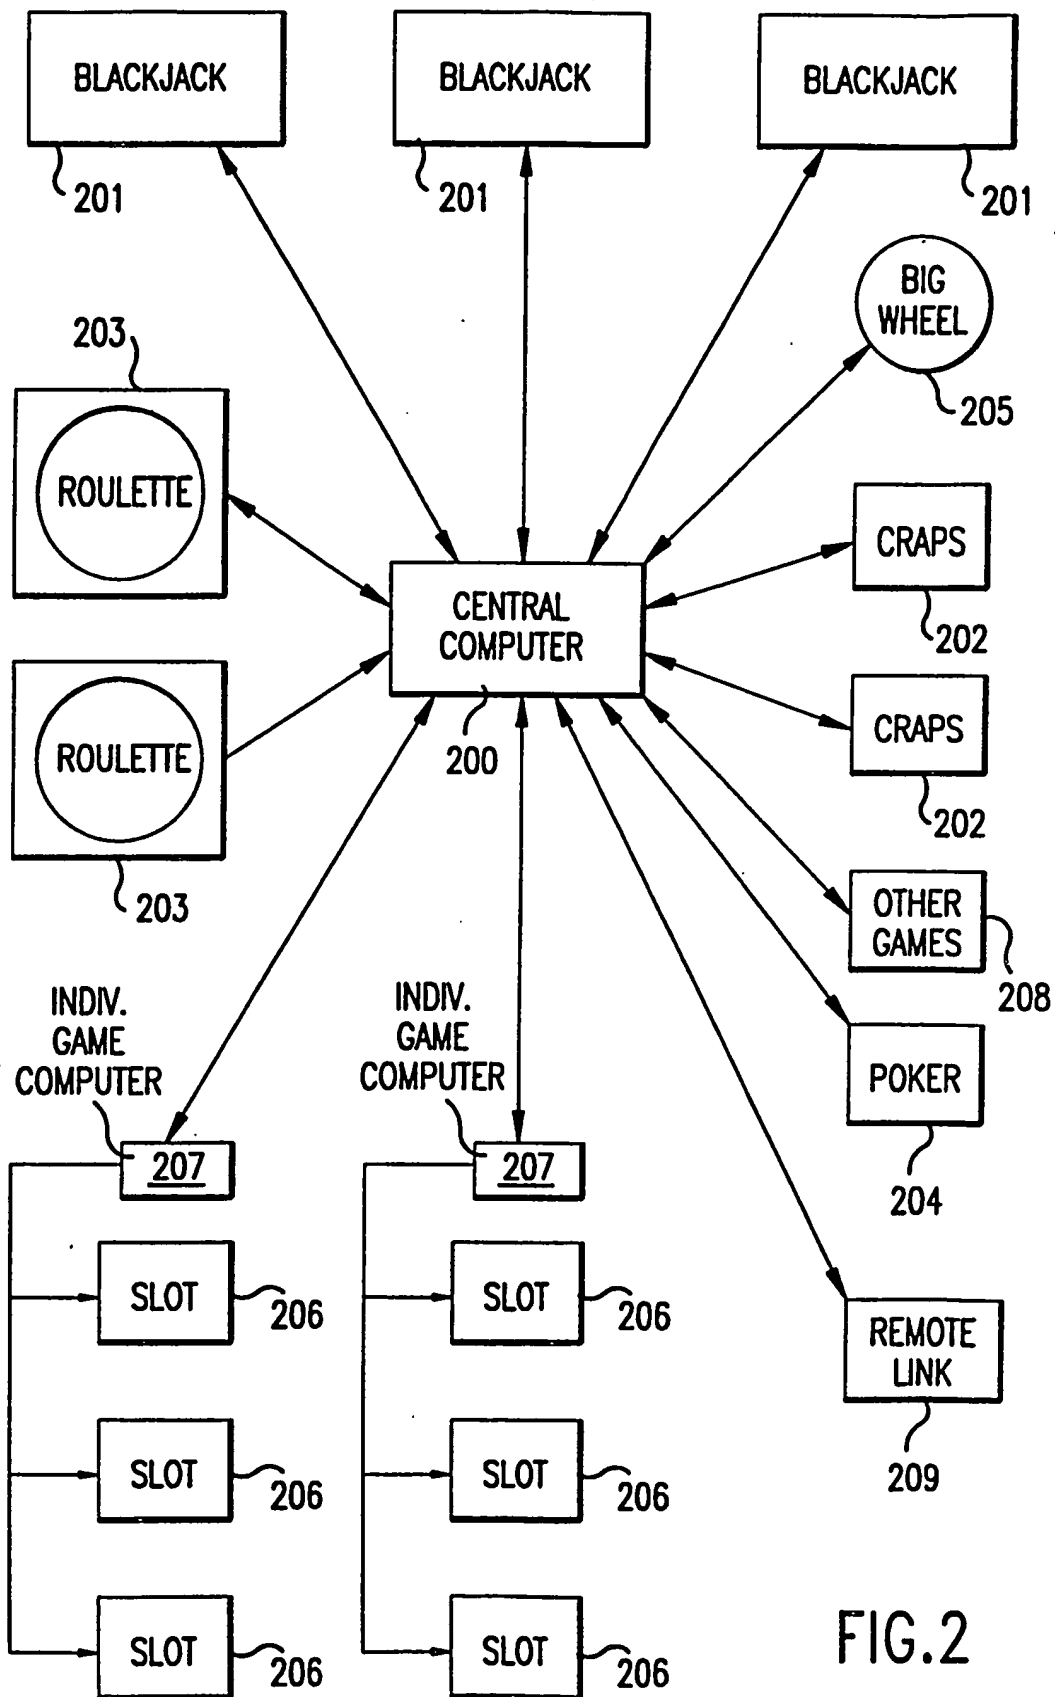 BLACKJACK
BLACKJACK
BLACKJACK
201
201
201
BIG
WHEEL
205
203
ROULETTE
CRAPS
202
CENTRAL
COMPUTER
200
ROULETTE
203
CRAPS
202
OTHER
GAMES
208
INDIV.
GAME
COMPUTER
INDIV.
GAME
COMPUTER
POKER
204
207
207
SLOT
206
SLOT
206
REMOTE
LINK
209
SLOT
206
SLOT
206
SLOT
206
SLOT
206
FIG.2